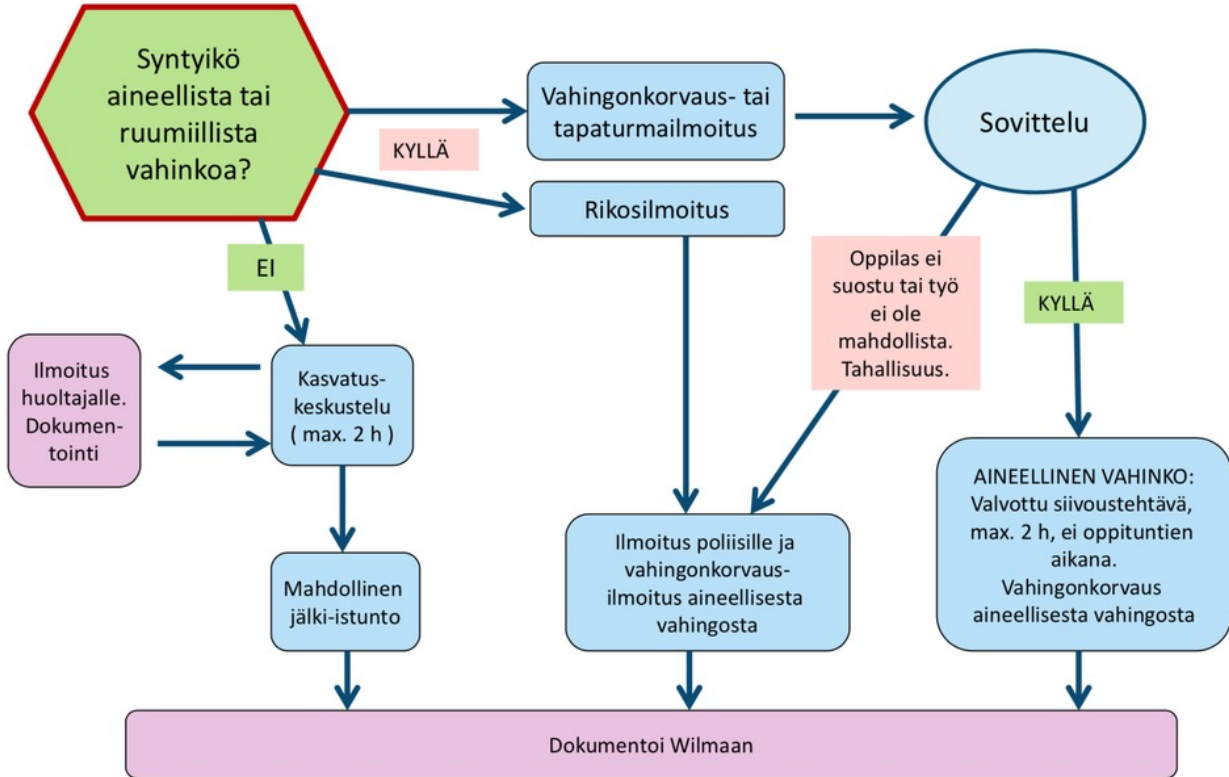 Syntyikö
aineellista tai
ruumiillista
vahinkoa?
KYLLÄ
Vahingonkorvaus- tai
tapaturmailmoitus
Sovittelu
Rikosilmoitus
EI
Oppilas ei
suostu tai työ
ei ole
mahdollista.
Tahallisuus.
KYLLÄ
Ilmoitus
huoltajalle.
Dokumen-
tointi
Kasvatus-
keskustelu
( max. 2 h )
AINEELLINEN VAHINKO:
Valvottu siivoustehtävä,
max. 2 h, ei oppituntien
aikana.
Vahingonkorvaus
aineellisesta vahingosta
Mahdollinen
jälki-istunto
Ilmoitus poliisille ja
vahingonkorvaus-
ilmoitus aineellisesta
vahingosta
Dokumentoi Wilmaan